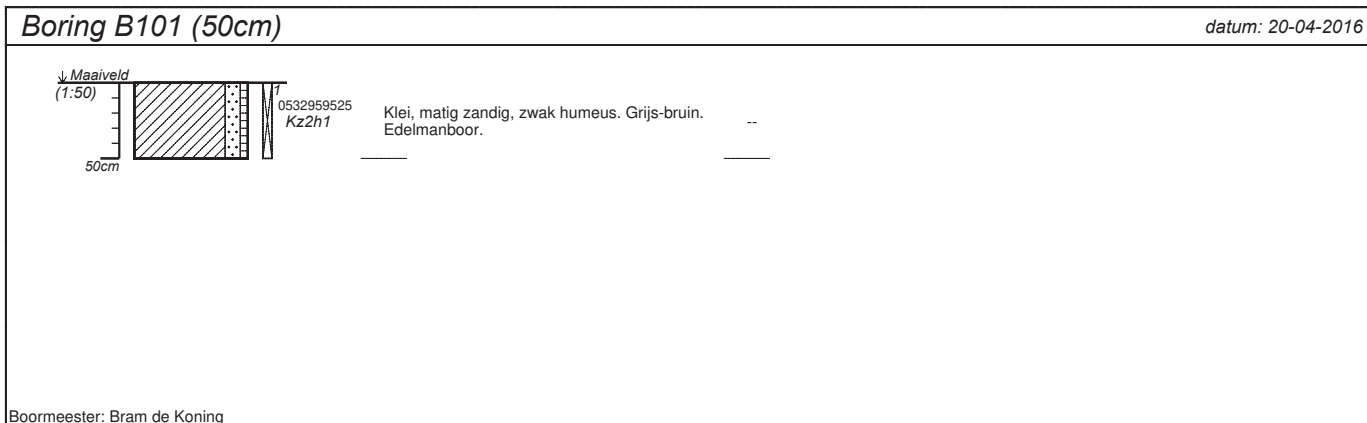 Boring B101 (50cm)
datum: 20-04-2016
Maaiveld
(1:50)
1
0532959525
Kz2h1
Klei, matig zandig, zwak humeus. Grijs-bruin.
Edelmanboor.
--
50cm
Boormeester: Bram de Koning